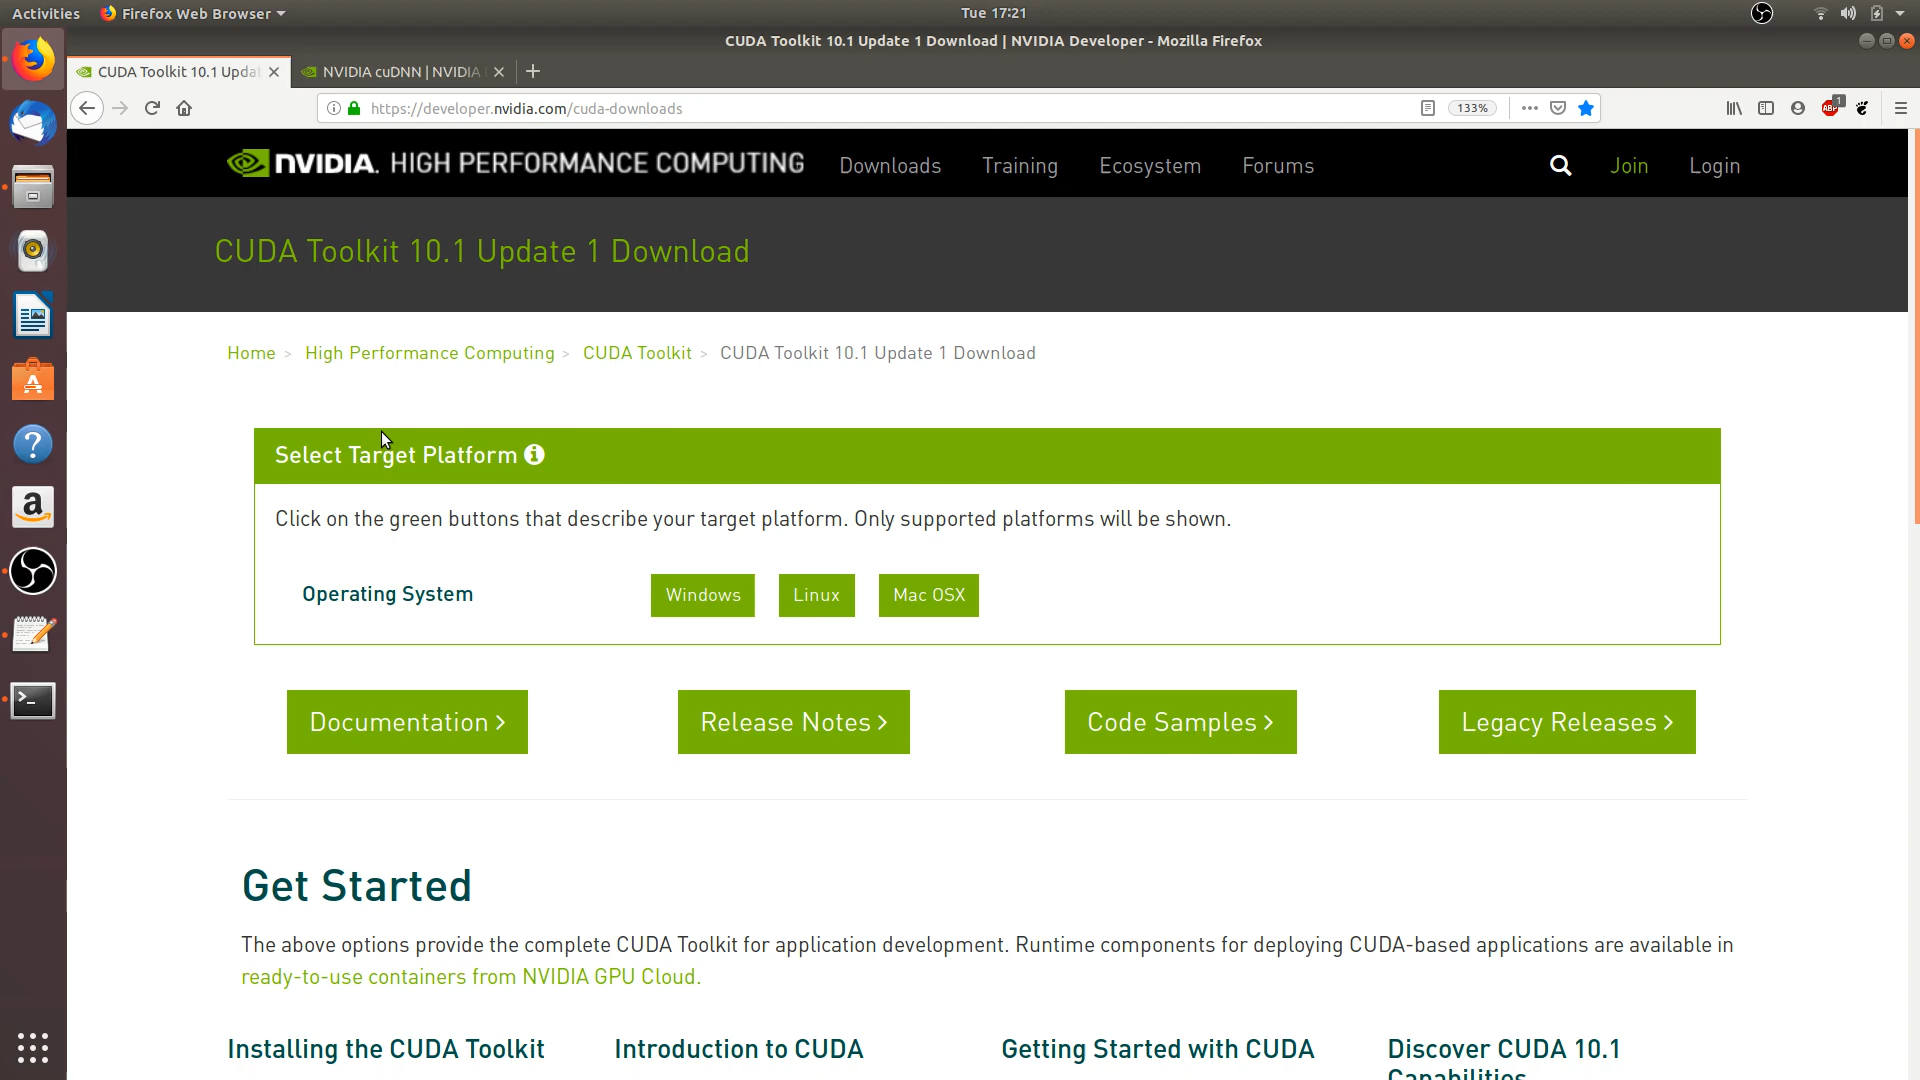 Activities Firefox Web Browser Tue 17:21
CUDA Toolkit 10.1 Update 1 Download | NVIDIA Developer - Mozilla Firefox
CUDA Toolkit 10.1 Updat NVIDIA cuDNN | NVIDIA
https://developer.nvidia.com/cuda-downloads 133% ABP 1
NVIDIA. HIGH PERFORMANCE COMPUTING Downloads Training Ecosystem Forums Join Login
CUDA Toolkit 10.1 Update 1 Download
Home > High Performance Computing > CUDA Toolkit > CUDA Toolkit 10.1 Update 1 Download
Select Target Platform
Click on the green buttons that describe your target platform. Only supported platforms will be shown.
Operating System Windows Linux Mac OSX
Documentation > Release Notes > Code Samples > Legacy Releases >
Get Started
The above options provide the complete CUDA Toolkit for application development. Runtime components for deploying CUDA-based applications are available in
ready-to-use containers from NVIDIA GPU Cloud.
Installing the CUDA Toolkit Introduction to CUDA Getting Started with CUDA Discover CUDA 10.1
Capabilities